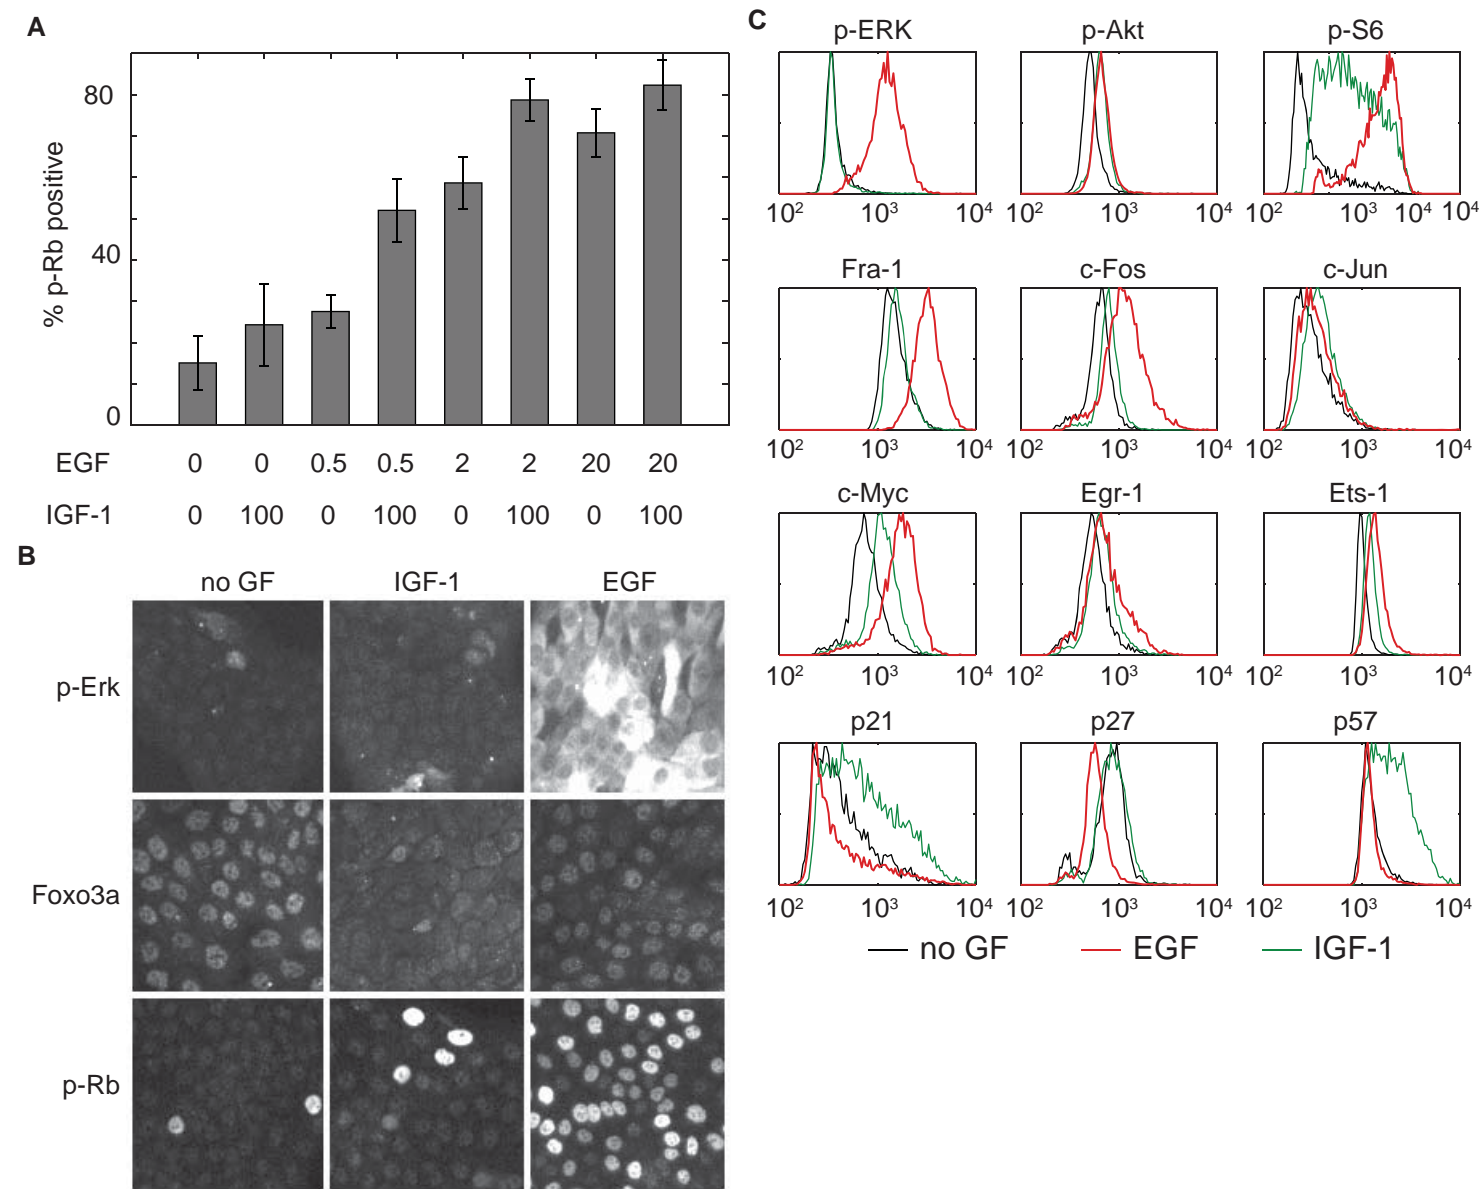 A
% p-Rb positive
80
40
0
EGF 0 0 0.5 0.5 2 2 20 20
IGF-1 0 100 0 100 0 100 0 100
B
no GF IGF-1 EGF
p-Erk
Foxo3a
p-Rb
C
p-ERK p-Akt p-S6
10² 10³ 10⁴ 10² 10³ 10⁴ 10² 10³ 10⁴ 10⁴
Fra-1 c-Fos c-Jun
10² 10³ 10⁴ 10² 10³ 10⁴ 10² 10³ 10⁴
c-Myc Egr-1 Ets-1
10² 10³ 10⁴ 10² 10³ 10⁴ 10² 10³ 10⁴
p21 p27 p57
10² 10³ 10⁴ 10² 10³ 10⁴ 10² 10³ 10⁴
no GF EGF IGF-1